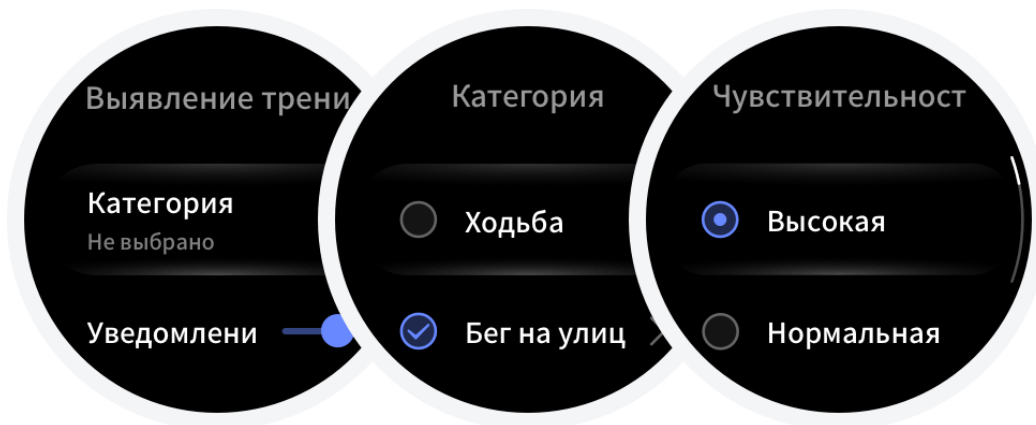 Выявление трени
Категория
Не выбрано
Уведомлени
Категория
Ходьба
Бег на улиц
Чувствительност
Высокая
Нормальная